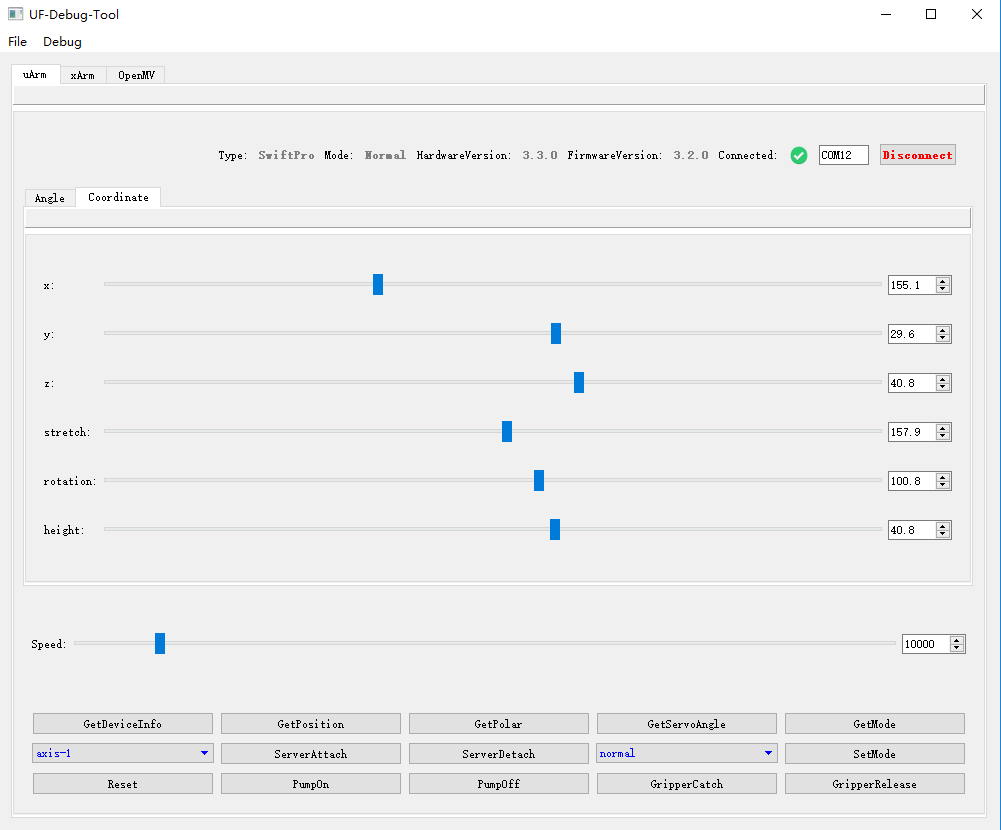 UF-Debug-Tool
File Debug
uArm xArm OpenMV
Type: SwiftPro Mode: Normal HardwareVersion: 3.3.0 FirmwareVersion: 3.2.0 Connected: COM12 Disconnect
Angle Coordinate
x: 155.1
y: 29.6
z: 40.8
stretch: 157.9
rotation: 100.8
height: 40.8
Speed: 10000
GetDeviceInfo GetPosition GetPolar GetServoAngle GetMode
axis-1 ServerAttach ServerDetach normal SetMode
Reset PumpOn PumpOff GripperCatch GripperRelease